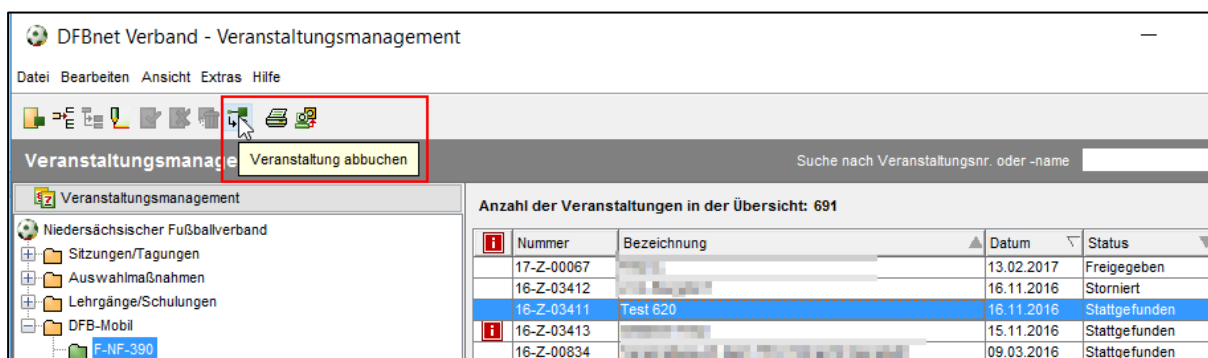 DFBnet Verband - Veranstaltungsmanagement
Datei Bearbeiten Ansicht Extras Hilfe
Veranstaltung abbuchen
Veranstaltungsmanage
Suche nach Veranstaltungsnr. oder -name
Veranstaltungsmanagement
Anzahl der Veranstaltungen in der Übersicht: 691
Niedersächsischer Fußballverband
Sitzungen/Tagungen
Auswahlmaßnahmen
Lehrgänge/Schulungen
DFB-Mobil
F-NF-390
Nummer Bezeichnung Datum Status
17-Z-00067 13.02.2017 Freigegeben
16-Z-03412 16.11.2016 Storniert
16-Z-03411 Test 620 16.11.2016 Stattgefunden
16-Z-03413 15.11.2016 Stattgefunden
16-Z-00834 09.03.2016 Stattgefunden